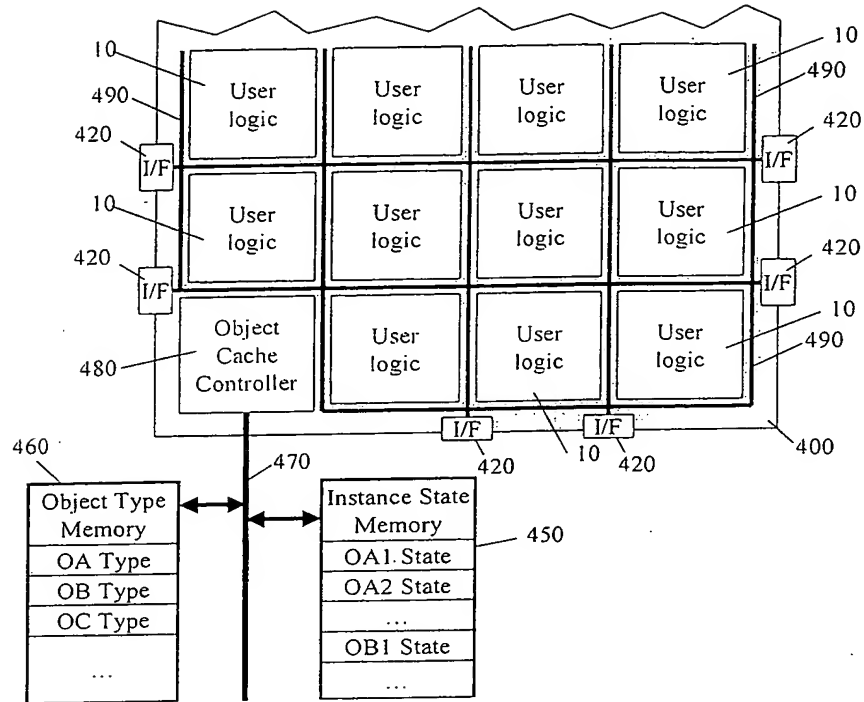 10
10
User logic
User logic
User logic
User logic
490
490
420
420
I/F
I/F
10
User logic
User logic
User logic
User logic
10
420
420
I/F
I/F
10
Object Cache Controller
User logic
User logic
User logic
480
490
I/F
I/F
400
420
10
420
460
470
Object Type Memory
OA Type
OB Type
OC Type
...
Instance State Memory
450
OA1 State
OA2 State
...
OB1 State
...